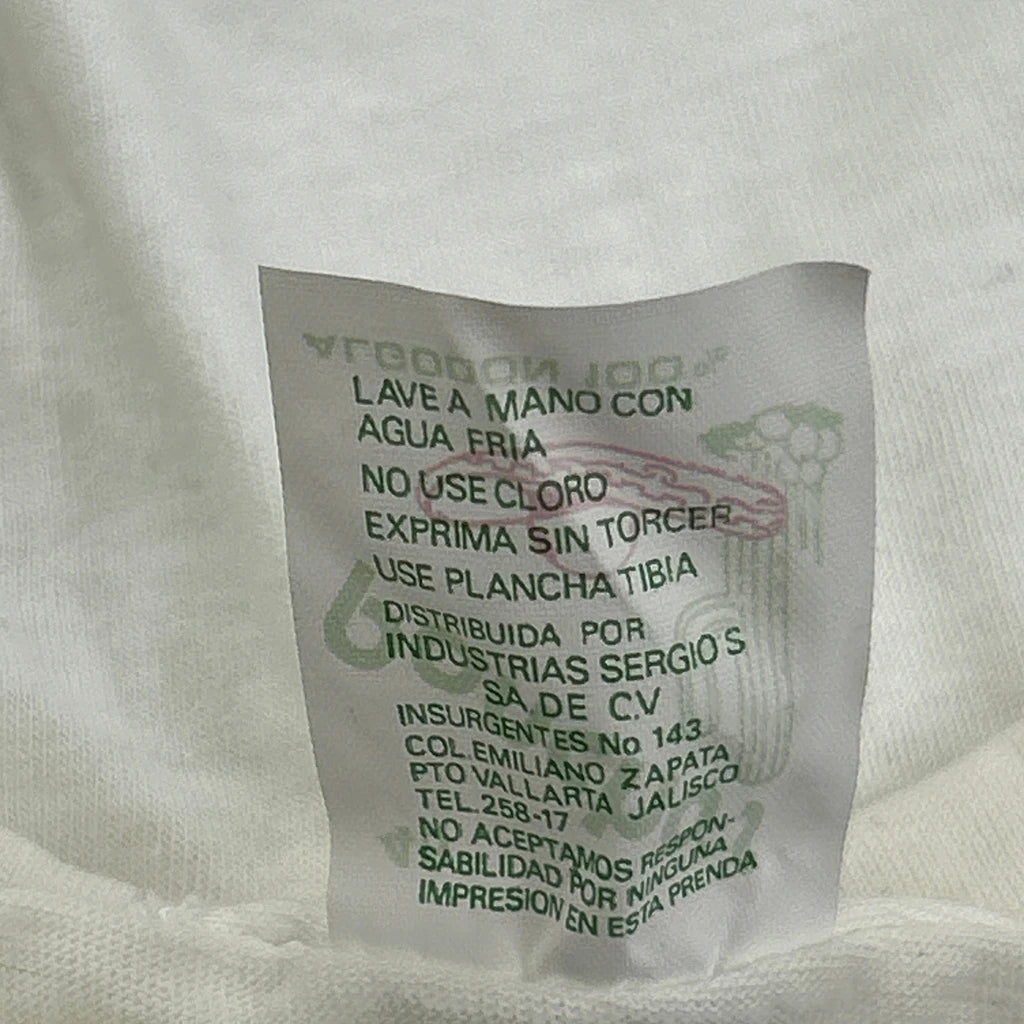 ALGODON 100%
LAVE A MANO CON
AGUA FRIA
NO USE CLORO
EXPRIMA SIN TORCER
USE PLANCHA TIBIA
DISTRIBUIDA POR
INDUSTRIAS SERGIO'S
SA. DE C.V
INSURGENTES No 143
COL. EMILIANO ZAPATA
PTO VALLARTA JALISCO
TEL. 258-17
NO ACEPTAMOS RESPON-
SABILIDAD POR NINGUNA
IMPRESION EN ESTA PRENDA